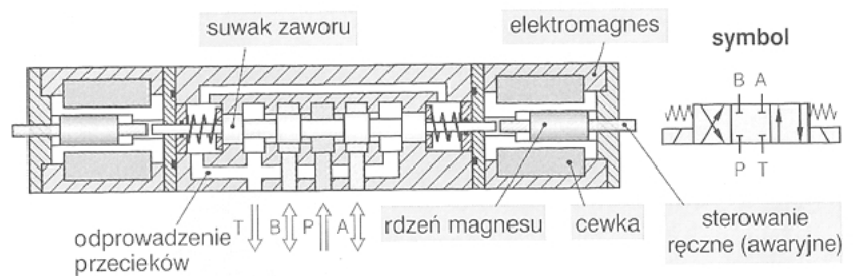 suwak zaworu
elektromagnes
symbol
B A
P T
T B P A
odprowadzenie
przecieków
rdzeń magnesu
cewka
sterowanie
ręczne (awaryjne)